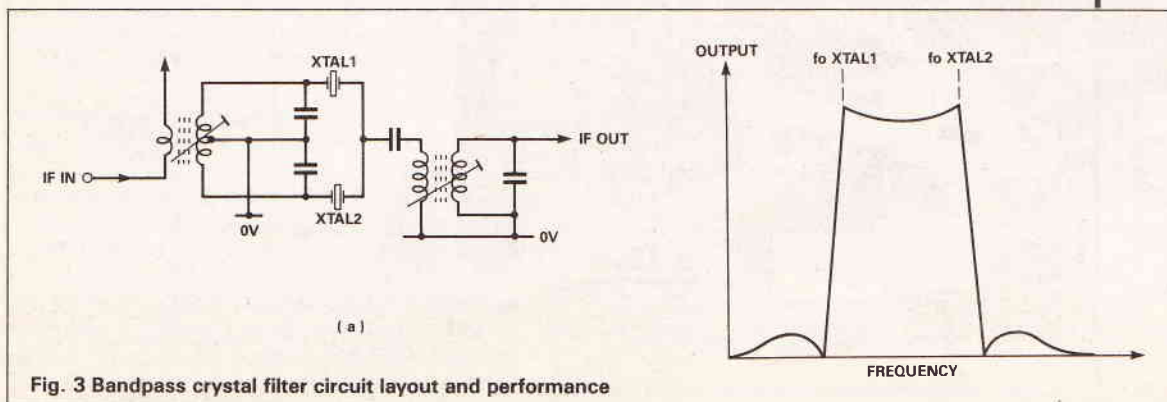 XTAL1
IF IN
IF OUT
XTAL2
0V
0V
( a )
OUTPUT
fo XTAL1
fo XTAL2
FREQUENCY
Fig. 3 Bandpass crystal filter circuit layout and performance